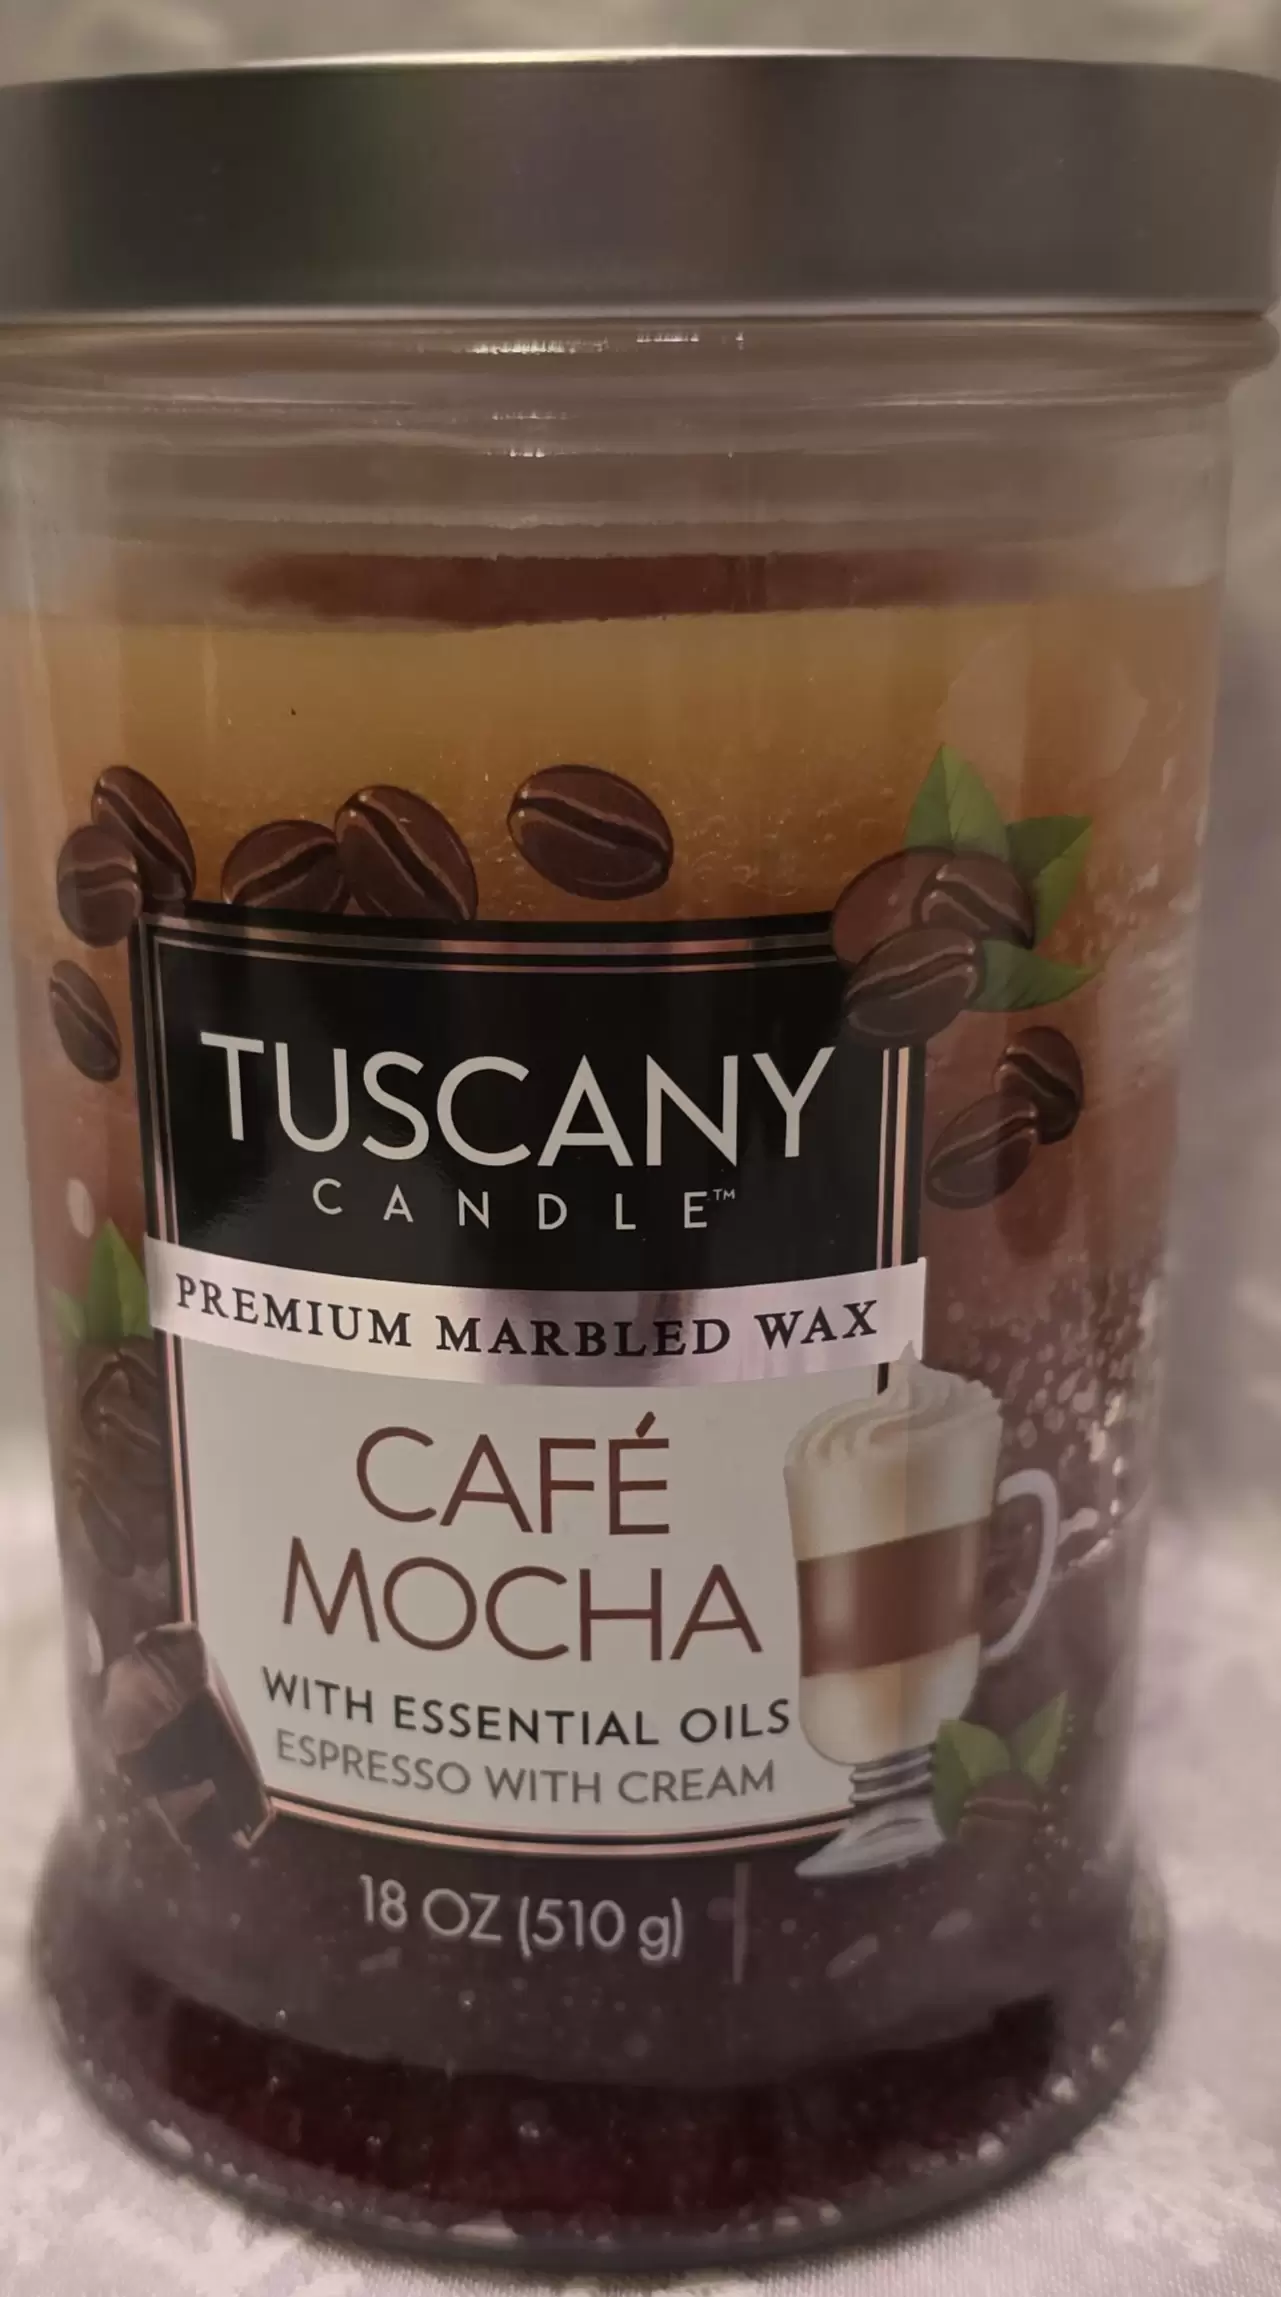 TUSCANY
CANDLE™
PREMIUM MARBLED WAX
CAFÉ
MOCHA
WITH ESSENTIAL OILS
ESPRESSO WITH CREAM
18 OZ (510 g)